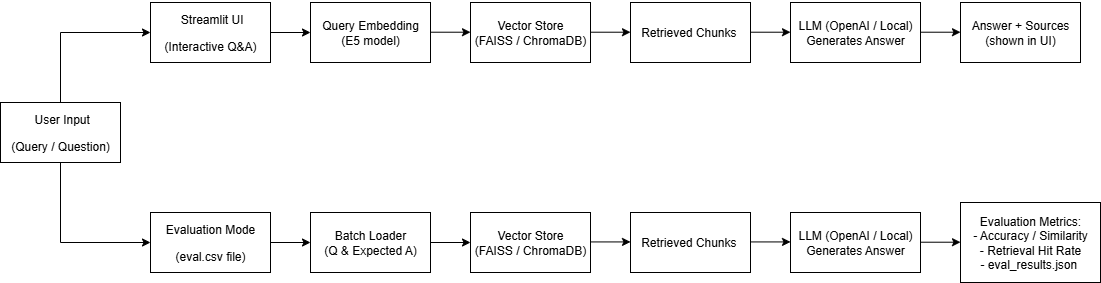 Streamlit UI
(Interactive Q&A)
Query Embedding
(E5 model)
Vector Store
(FAISS / ChromaDB)
Retrieved Chunks
LLM (OpenAI / Local)
Generates Answer
Answer + Sources
(shown in UI)
User Input
(Query / Question)
Evaluation Mode
(eval.csv file)
Batch Loader
(Q & Expected A)
Vector Store
(FAISS / ChromaDB)
Retrieved Chunks
LLM (OpenAI / Local)
Generates Answer
Evaluation Metrics:
- Accuracy / Similarity
- Retrieval Hit Rate
- eval_results.json